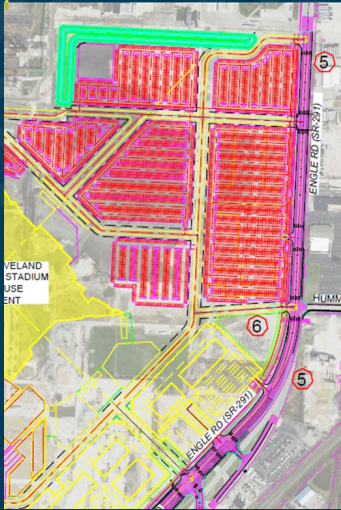 5
ENGLE RD (SR-291)
VELAND
STADIUM
USE
ENT
HUMM
6
5
ENGLE RD (SR-291)